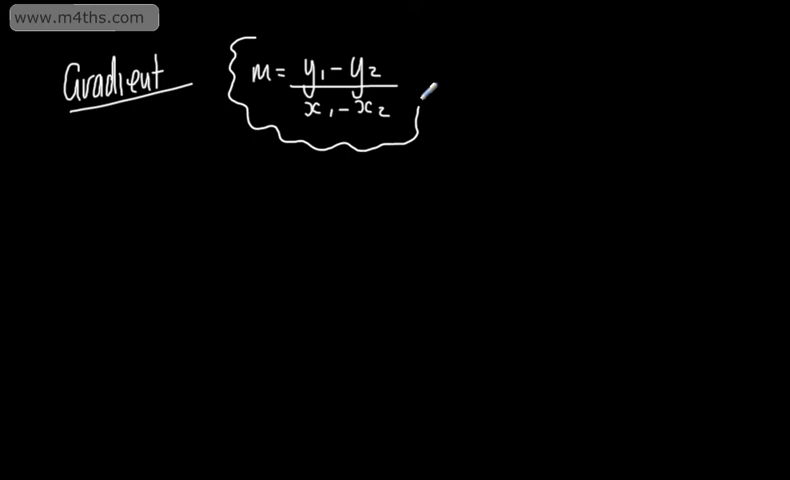 www.m4ths.com
Gradient
m = y₁ - y₂
x₁ - x₂